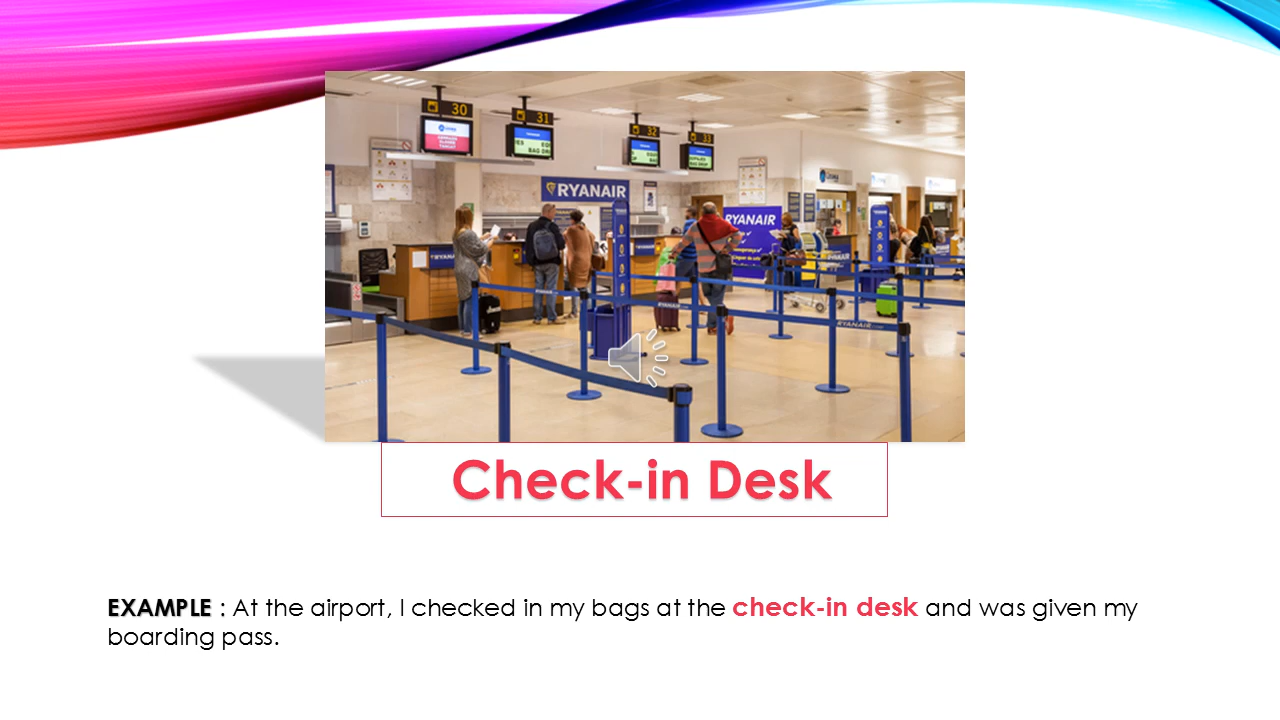 30
31
32
33
RYANAIR
RYANAIR
RYANAIR
Check-in Desk
EXAMPLE : At the airport, I checked in my bags at the check-in desk and was given my
boarding pass.